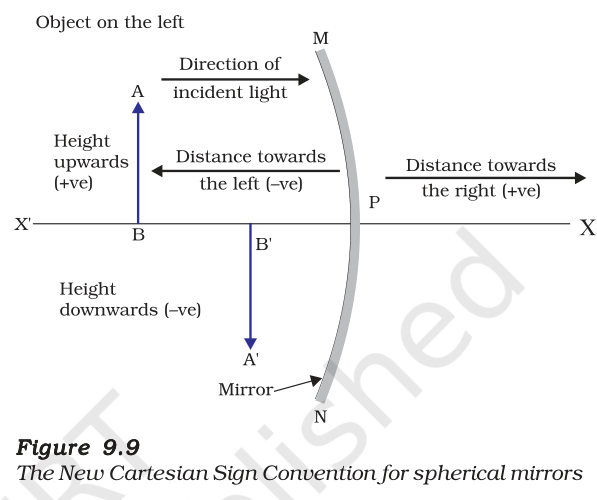 Object on the left
M
Direction of
incident light
A
Height
upwards
(+ve)
Distance towards
the left (–ve)
Distance towards
the right (+ve)
P
X'
X
B
B'
Height
downwards (–ve)
A'
Mirror
N
Figure 9.9
The New Cartesian Sign Convention for spherical mirrors